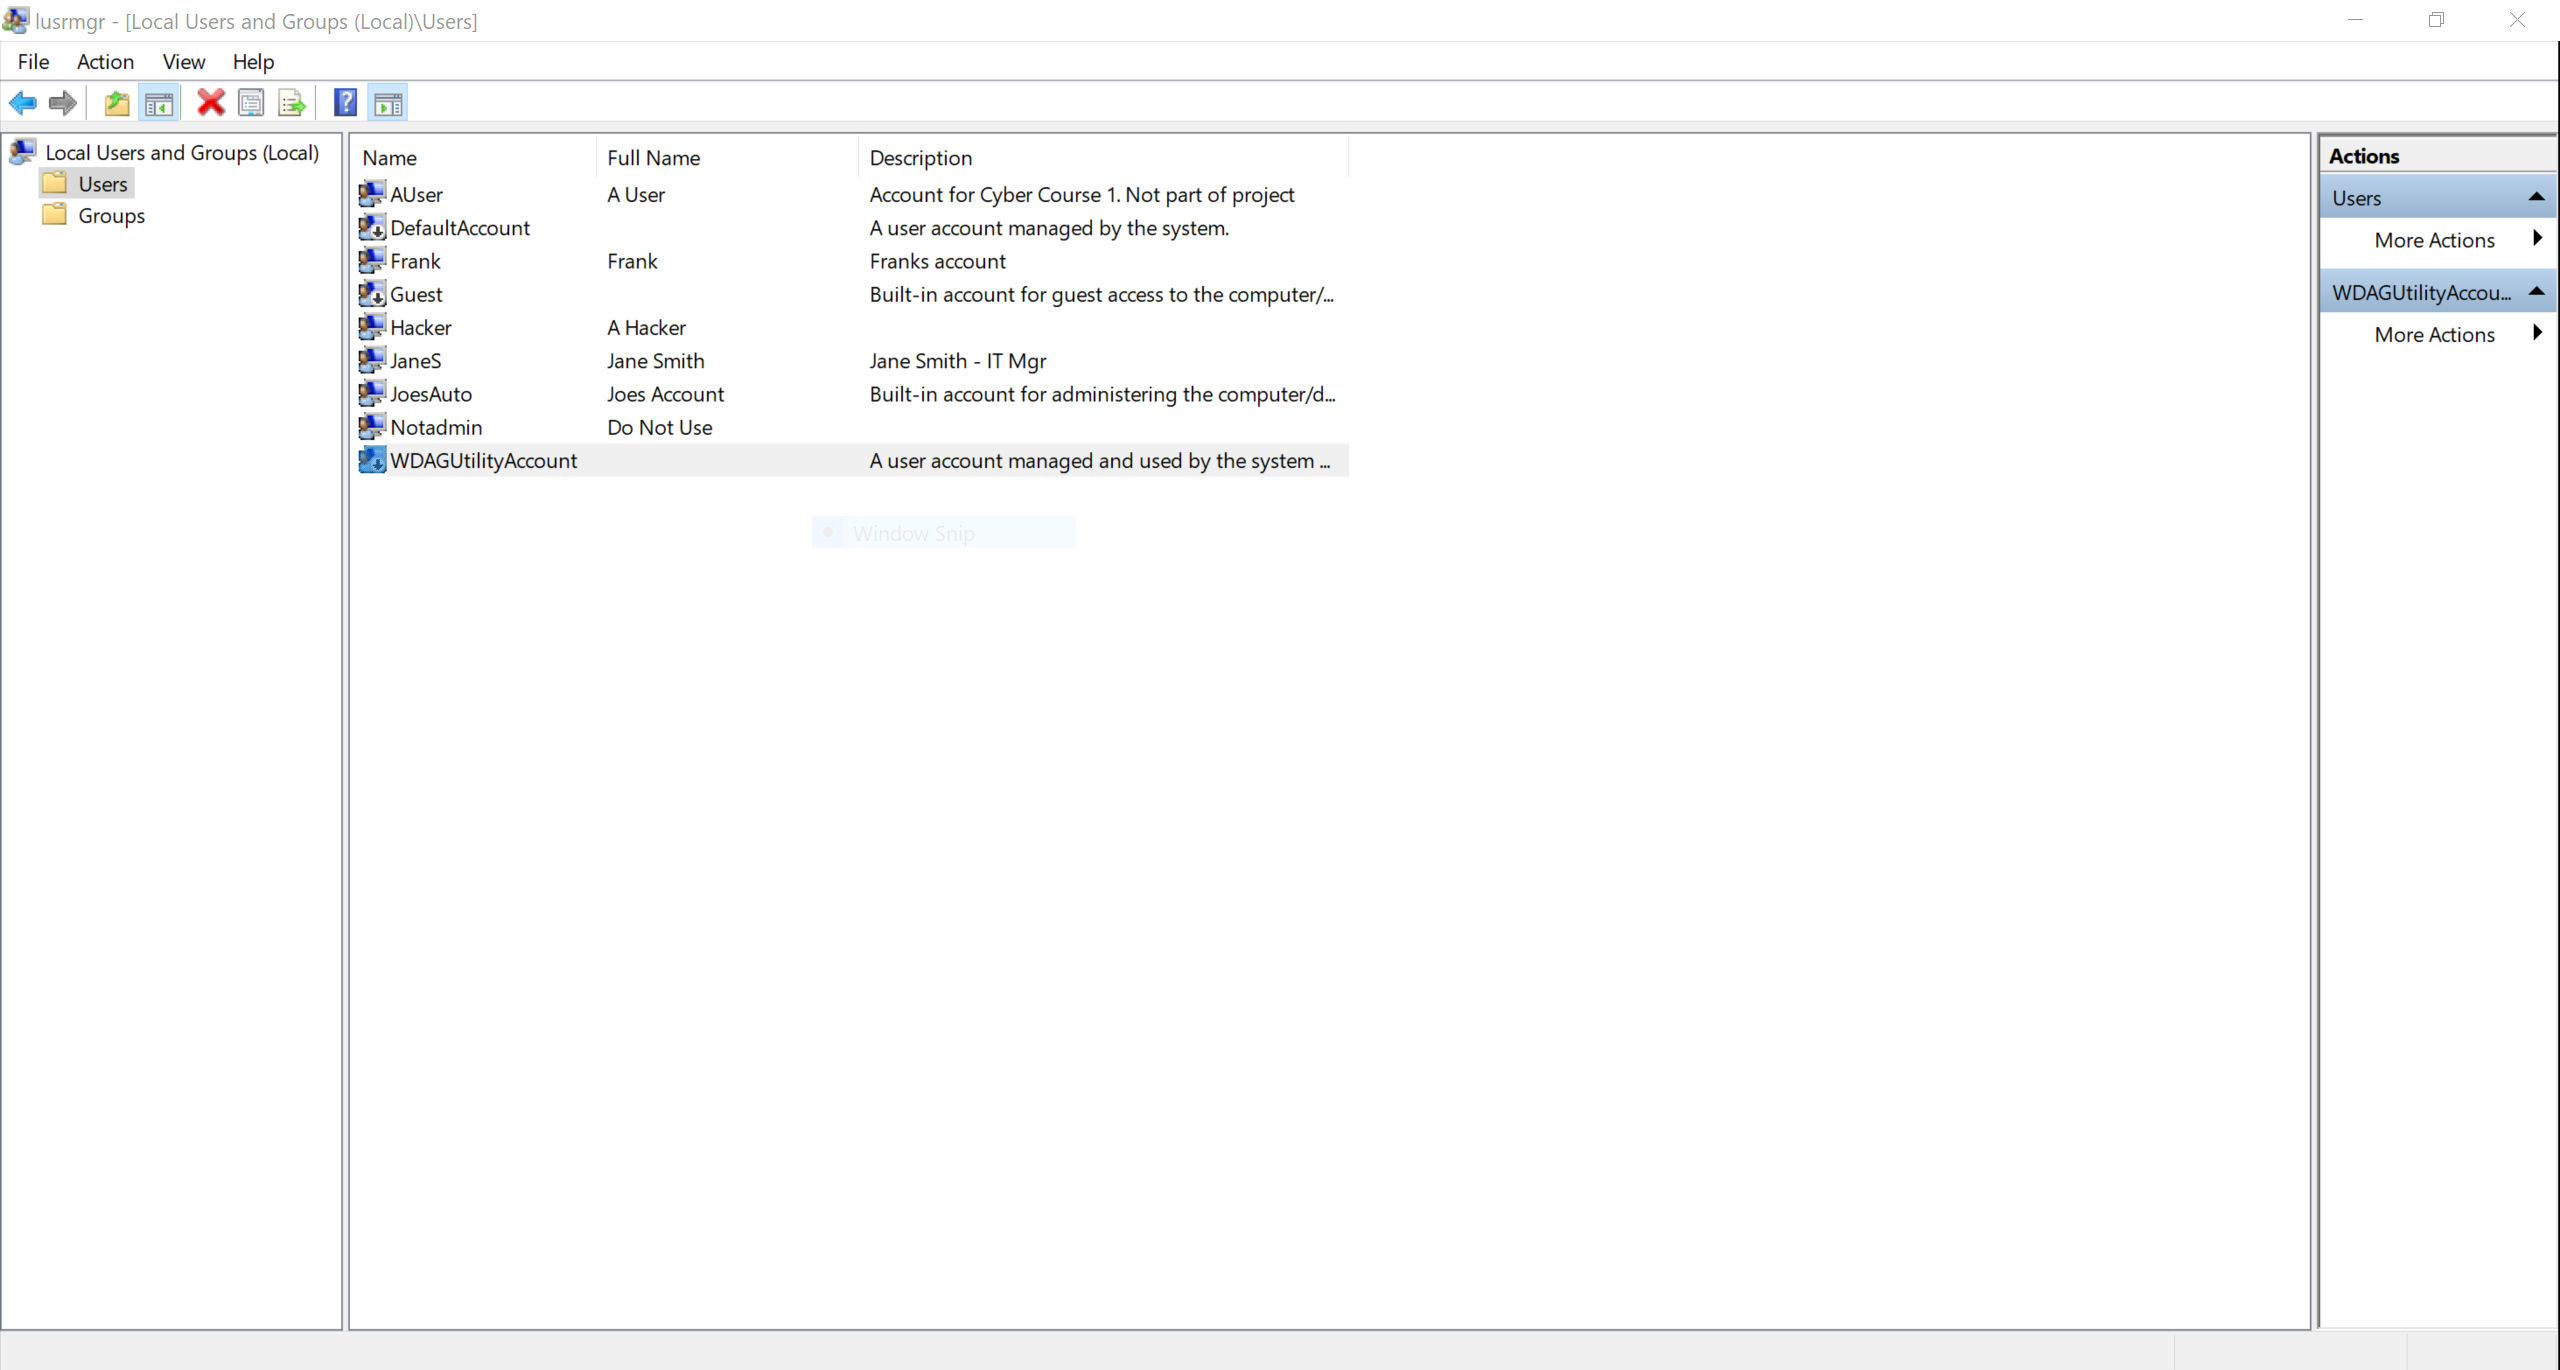 lusrmgr - [Local Users and Groups (Local)\Users]
File Action View Help
Local Users and Groups (Local)
Users
Groups
Name Full Name Description
AUser A User Account for Cyber Course 1. Not part of project
DefaultAccount A user account managed by the system.
Frank Frank Franks account
Guest Built-in account for guest access to the computer/...
Hacker A Hacker
JaneS Jane Smith Jane Smith - IT Mgr
JoesAuto Joes Account Built-in account for administering the computer/d...
Notadmin Do Not Use
WDAGUtilityAccount A user account managed and used by the system ...
Window Snip
Actions
Users
More Actions
WDAGUtilityAccou...
More Actions